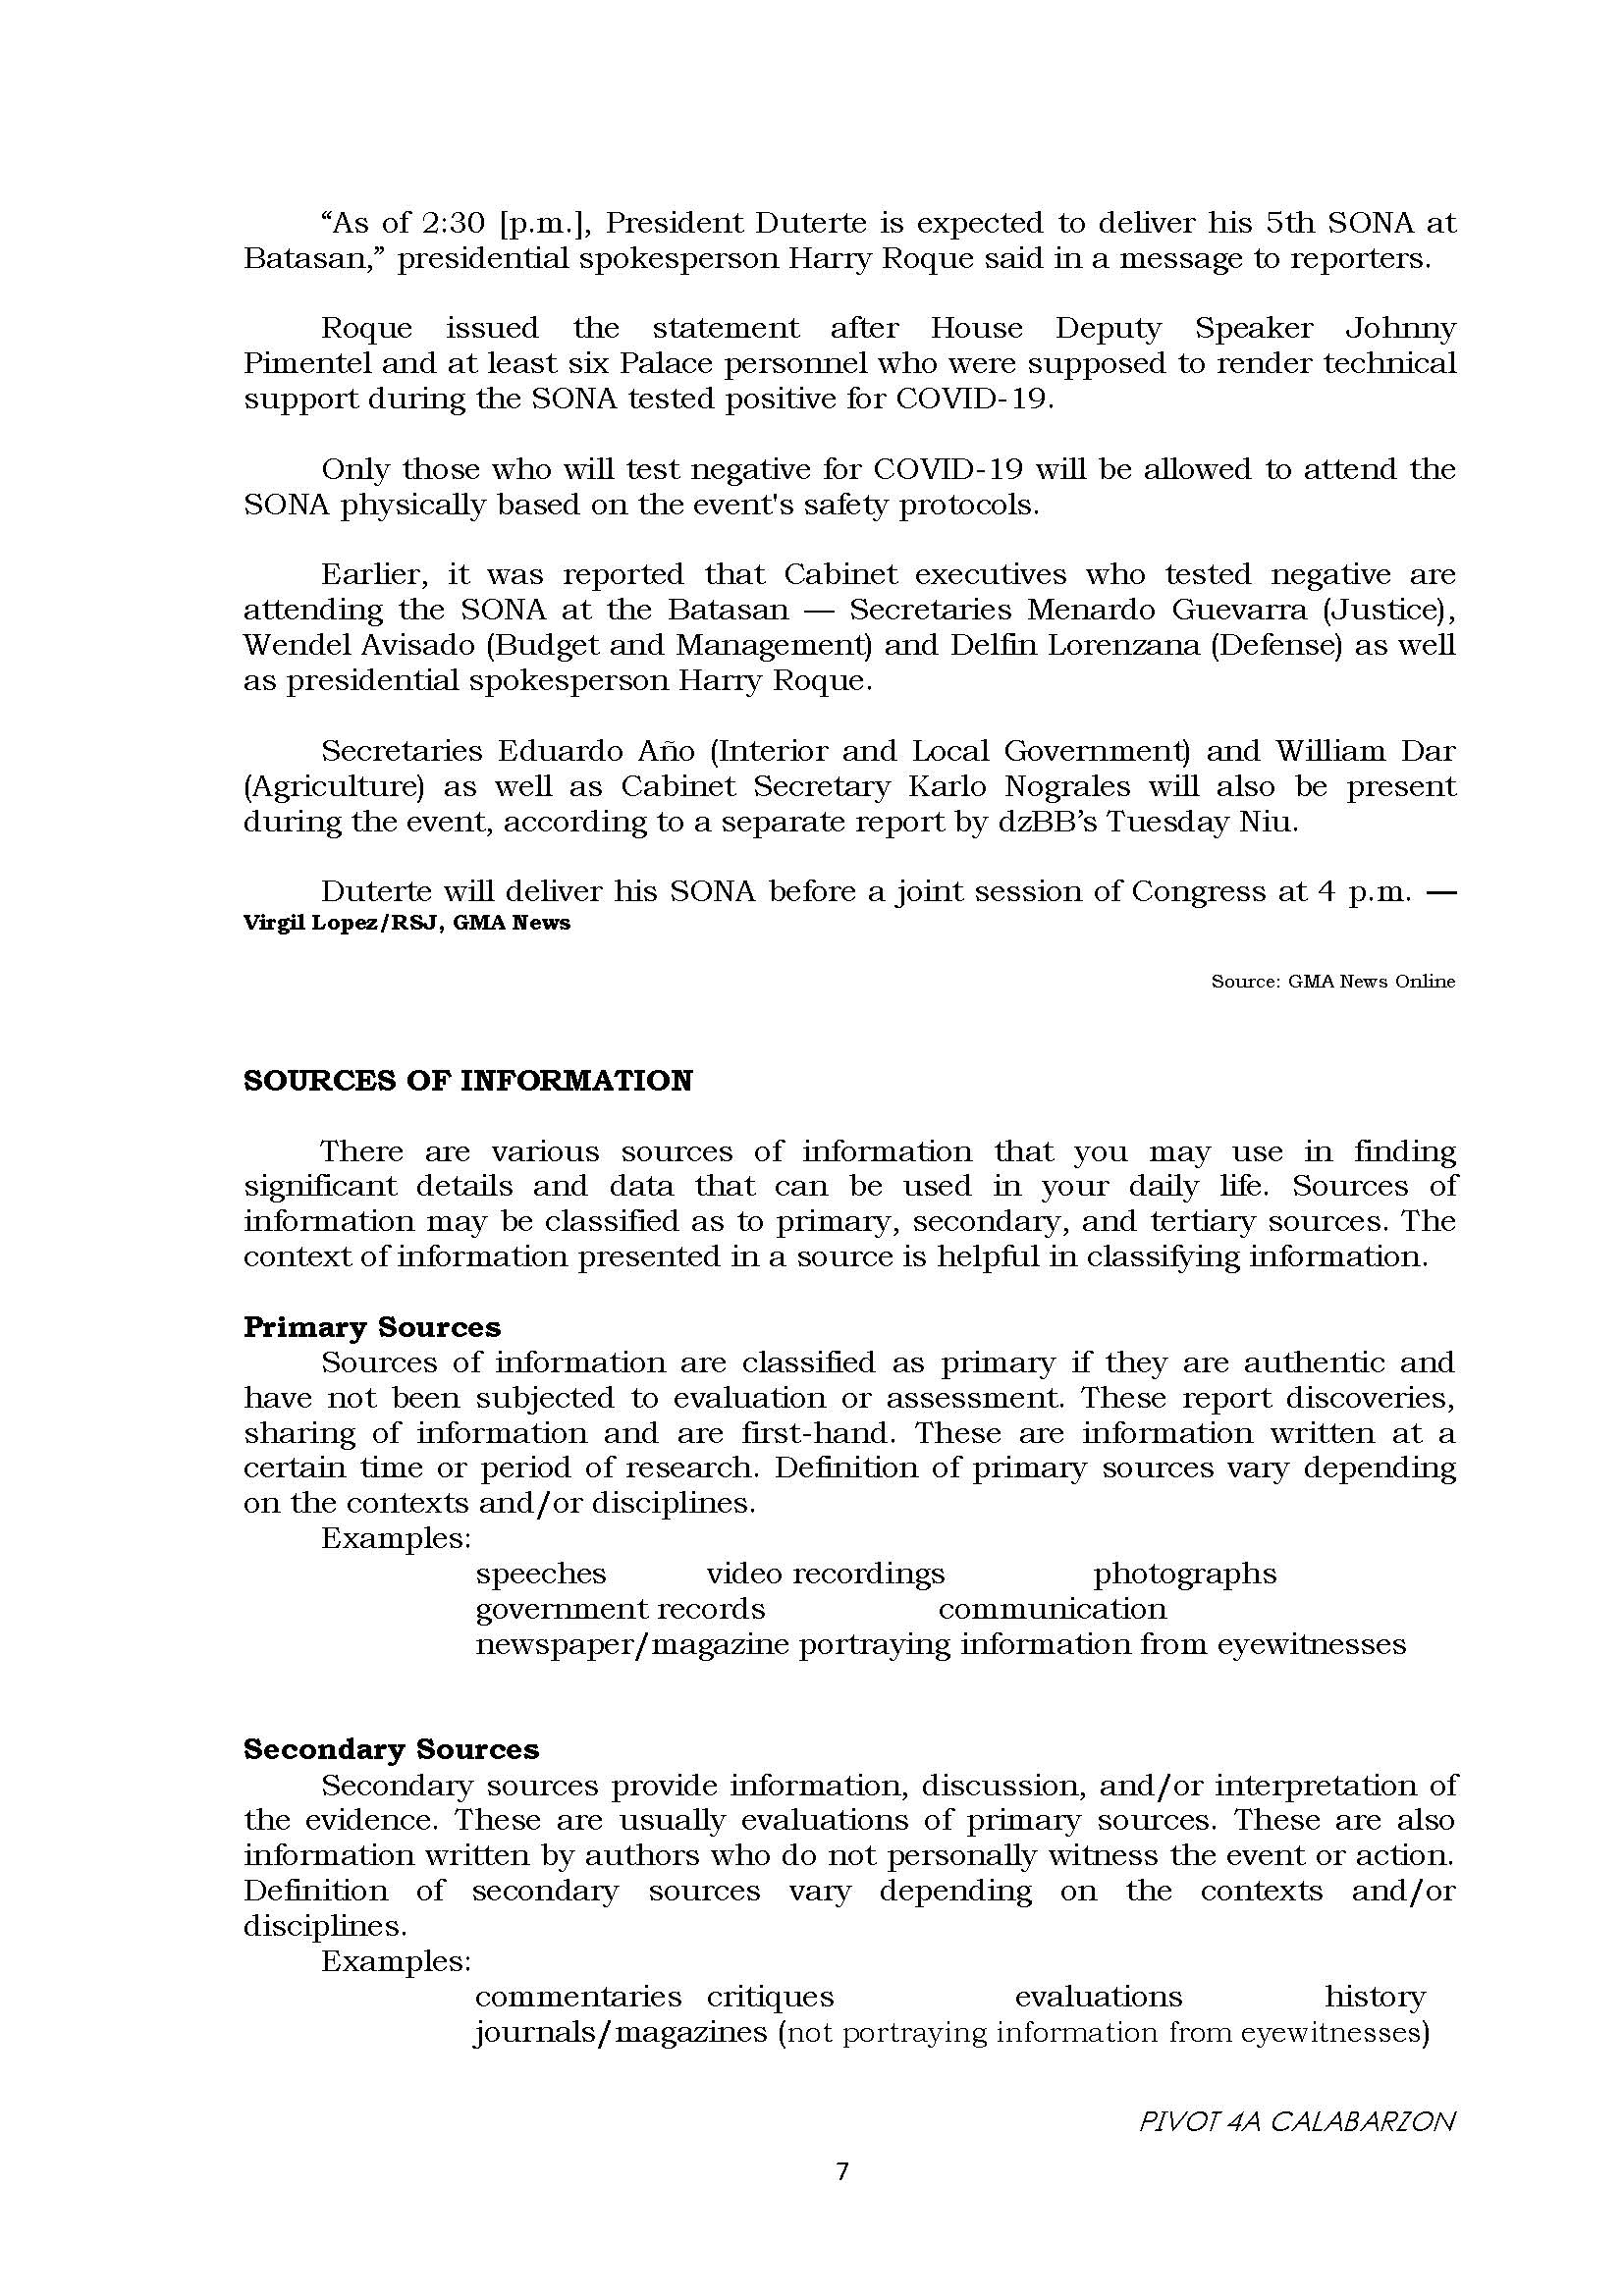 “As of 2:30 [p.m.], President Duterte is expected to deliver his 5th SONA at
Batasan,” presidential spokesperson Harry Roque said in a message to reporters.
Roque issued the statement after House Deputy Speaker Johnny
Pimentel and at least six Palace personnel who were supposed to render technical
support during the SONA tested positive for COVID-19.
Only those who will test negative for COVID-19 will be allowed to attend the
SONA physically based on the event's safety protocols.
Earlier, it was reported that Cabinet executives who tested negative are
attending the SONA at the Batasan — Secretaries Menardo Guevarra (Justice),
Wendel Avisado (Budget and Management) and Delfin Lorenzana (Defense) as well
as presidential spokesperson Harry Roque.
Secretaries Eduardo Año (Interior and Local Government) and William Dar
(Agriculture) as well as Cabinet Secretary Karlo Nograles will also be present
during the event, according to a separate report by dzBB’s Tuesday Niu.
Duterte will deliver his SONA before a joint session of Congress at 4 p.m. —
Virgil Lopez/RSJ, GMA News
Source: GMA News Online
SOURCES OF INFORMATION
There are various sources of information that you may use in finding
significant details and data that can be used in your daily life. Sources of
information may be classified as to primary, secondary, and tertiary sources. The
context of information presented in a source is helpful in classifying information.
Primary Sources
Sources of information are classified as primary if they are authentic and
have not been subjected to evaluation or assessment. These report discoveries,
sharing of information and are first-hand. These are information written at a
certain time or period of research. Definition of primary sources vary depending
on the contexts and/or disciplines.
Examples:
speeches video recordings photographs
government records communication
newspaper/magazine portraying information from eyewitnesses
Secondary Sources
Secondary sources provide information, discussion, and/or interpretation of
the evidence. These are usually evaluations of primary sources. These are also
information written by authors who do not personally witness the event or action.
Definition of secondary sources vary depending on the contexts and/or
disciplines.
Examples:
commentaries critiques evaluations history
journals/magazines (not portraying information from eyewitnesses)
PIVOT 4A CALABARZON
7